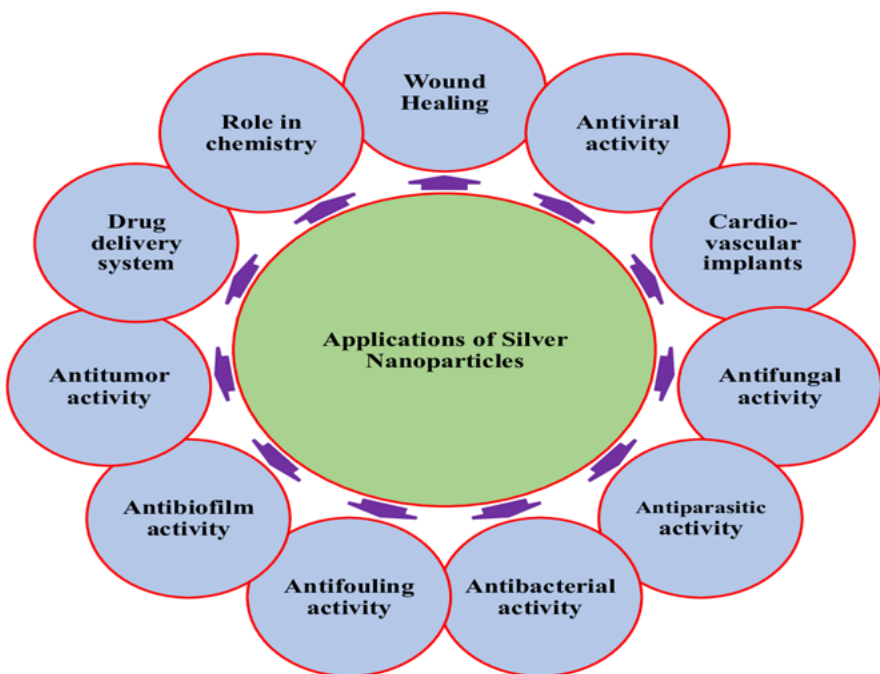 Wound
Healing
Antiviral
activity
Cardio-
vascular
implants
Antifungal
activity
Antiparasitic
activity
Antibacterial
activity
Antifouling
activity
Antibiofilm
activity
Antitumor
activity
Drug
delivery
system
Role in
chemistry
Applications of Silver
Nanoparticles